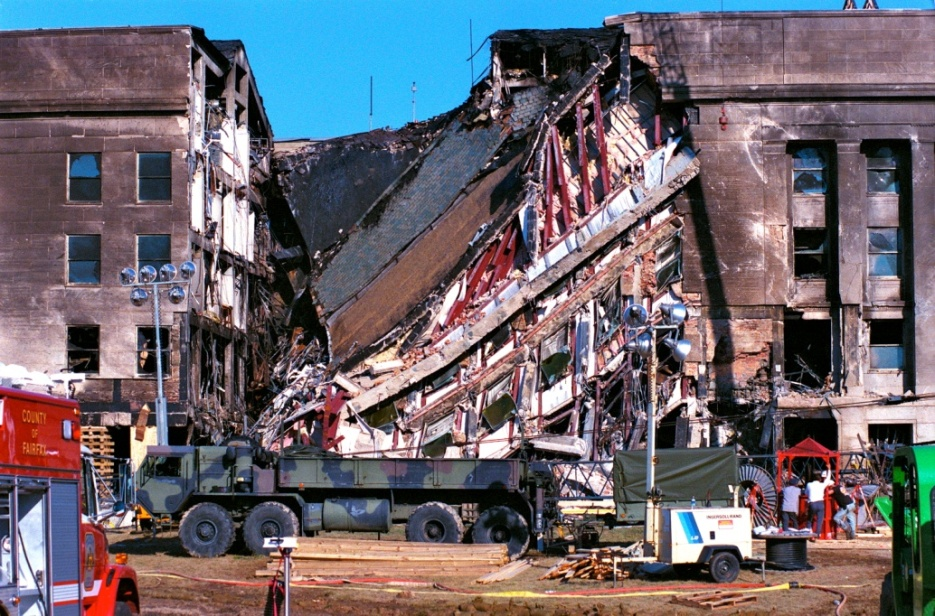 COUNTY
OF
FAIRFAX
INGERSOLL-RAND